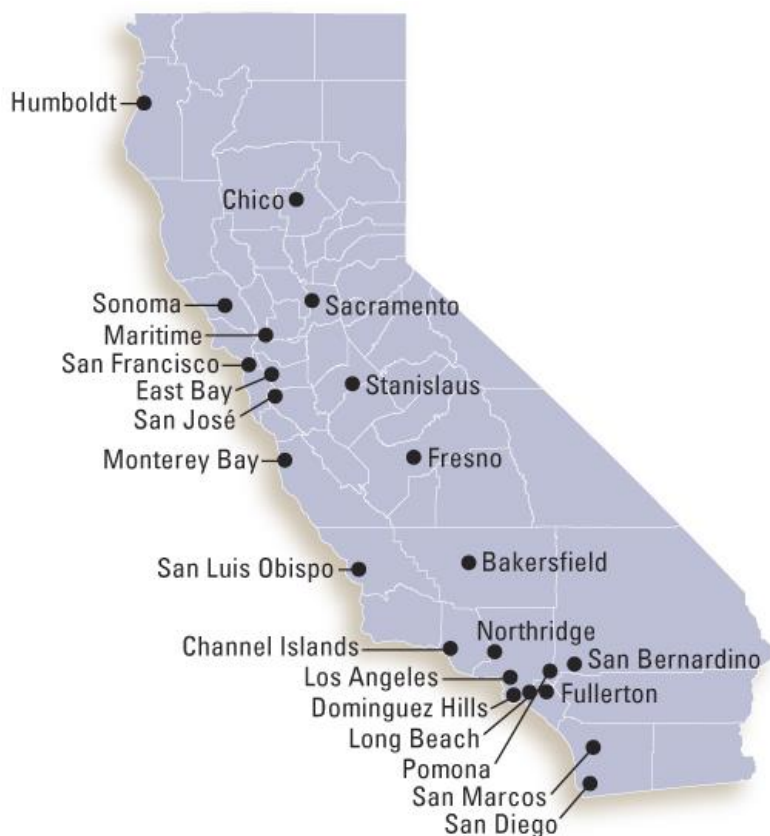 Humboldt
Chico
Sonoma
Sacramento
Maritime
San Francisco
East Bay
Stanislaus
San José
Monterey Bay
Fresno
San Luis Obispo
Bakersfield
Channel Islands
Northridge
Los Angeles
San Bernardino
Dominguez Hills
Fullerton
Long Beach
Pomona
San Marcos
San Diego